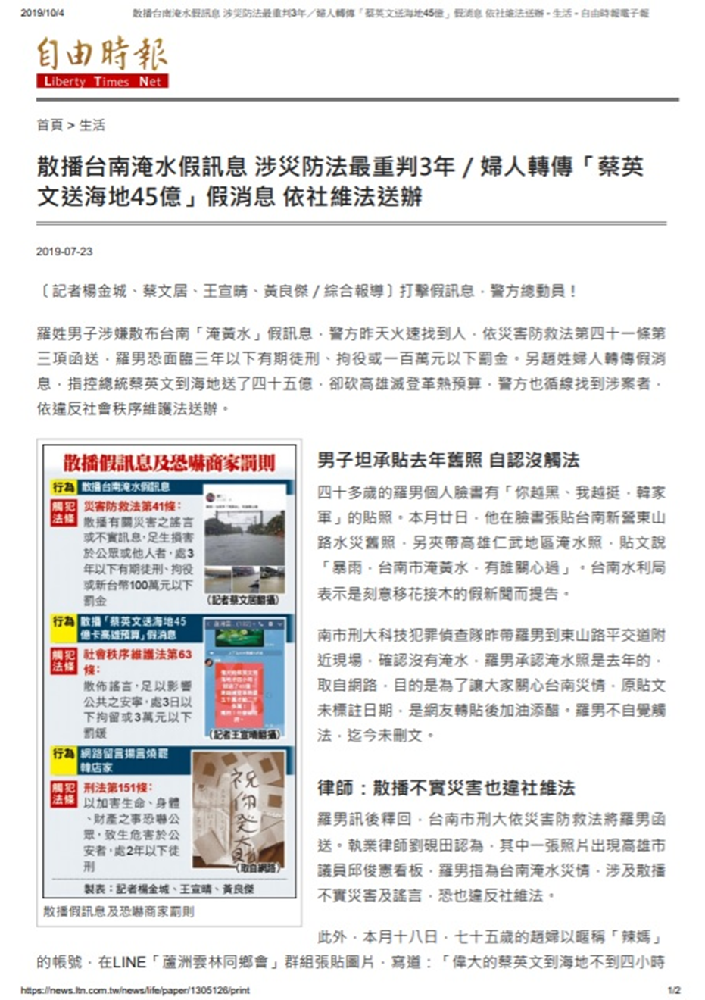 2019/10/4
散播台南淹水假訊息 涉災防法最重判3年／婦人轉傳「蔡英文送海地45億」假消息 依社維法送辦 - 生活 - 自由時報電子報
自由時報
Liberty Times Net
首頁 > 生活
散播台南淹水假訊息 涉災防法最重判3年／婦人轉傳「蔡英
文送海地45億」假消息 依社維法送辦
2019-07-23
〔記者楊金城、蔡文居、王宣晴、黃良傑／綜合報導〕打擊假訊息，警方總動員！
羅姓男子涉嫌散布台南「淹黃水」假訊息，警方昨天火速找到人，依災害防救法第四十一條第
三項函送，羅男恐面臨三年以下有期徒刑、拘役或一百萬元以下罰金。另趙姓婦人轉傳假消
息，指控總統蔡英文到海地送了四十五億，卻砍高雄滅登革熱預算，警方也循線找到涉案者，
依違反社會秩序維護法送辦。
散播假訊息及恐嚇商家罰則
行為 散播台南淹水假訊息
觸犯法條
災害防救法第41條：
散播有關災害之謠言
或不實訊息，足生損害
於公眾或他人者，處3
年以下有期徒刑、拘役
或新台幣100萬元以下
罰金
（記者蔡文居翻攝）
行為 散播「蔡英文送海地45
億卡高雄預算」假消息
觸犯法條
社會秩序維護法第63
條：
散佈謠言，足以影響
公共之安寧，處3日以
下拘留或3萬元以下
罰鍰
（記者王宣晴翻攝）
行為 網路留言揚言燒罷
韓店家
觸犯法條
刑法第151條：
以加害生命、身體
、財產之事恐嚇公
眾，致生危害於公
安者，處2年以下徒
刑
祝你發大財
（取自網路）
製表：記者楊金城、王宣晴、黃良傑
散播假訊息及恐嚇商家罰則
男子坦承貼去年舊照 自認沒觸法
四十多歲的羅男個人臉書有「你越黑、我越挺，韓家
軍」的貼照。本月廿日，他在臉書張貼台南新營東山
路水災舊照，另夾帶高雄仁武地區淹水照，貼文說
「暴雨，台南市淹黃水，有誰關心過」。台南水利局
表示是刻意移花接木的假新聞而提告。
南市刑大科技犯罪偵查隊昨帶羅男到東山路平交道附
近現場，確認沒有淹水，羅男承認淹水照是去年的，
取自網路，目的是為了讓大家關心台南災情，原貼文
未標註日期，是網友轉貼後加油添醋。羅男不自覺觸
法，迄今未刪文。
律師：散播不實災害也違社維法
羅男訊後釋回，台南市刑大依災害防救法將羅男函
送。執業律師劉硯田認為，其中一張照片出現高雄市
議員邱俊憲看板，羅男指為台南淹水災情，涉及散播
不實災害及謠言，恐也違反社維法。
此外，本月十八日，七十五歲的趙婦以暱稱「辣媽」
的帳號，在LINE「蘆洲雲林同鄉會」群組張貼圖片，寫道：「偉大的蔡英文到海地不到四小時
https://news.ltn.com.tw/news/life/paper/1305126/print
1/2